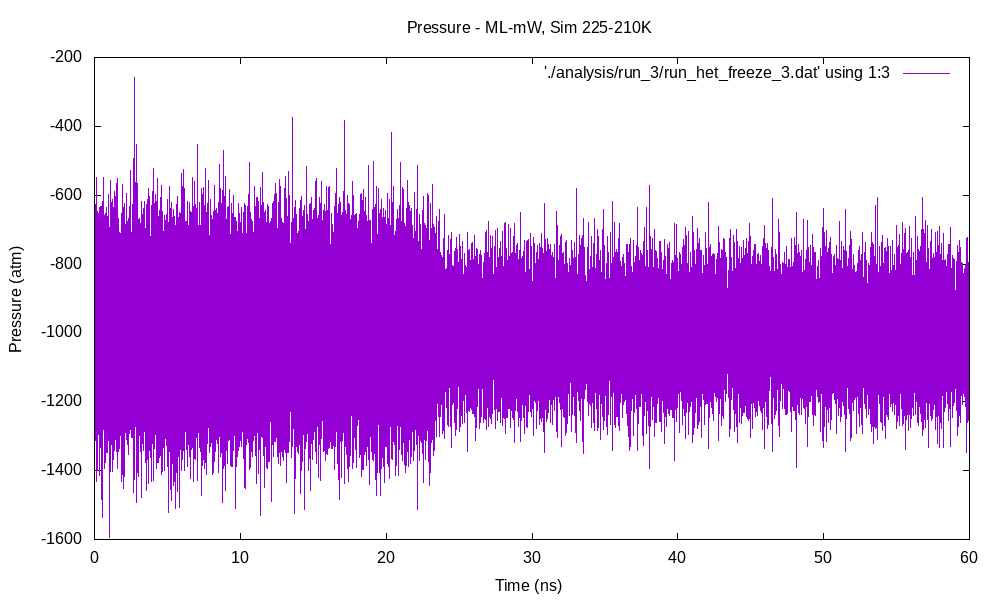 Pressure - ML-mW, Sim 225-210K
'./analysis/run_3/run_het_freeze_3.dat' using 1:3
-200
-400
-600
-800
-1000
-1200
-1400
-1600
Pressure (atm)
0 10 20 30 40 50 60
Time (ns)